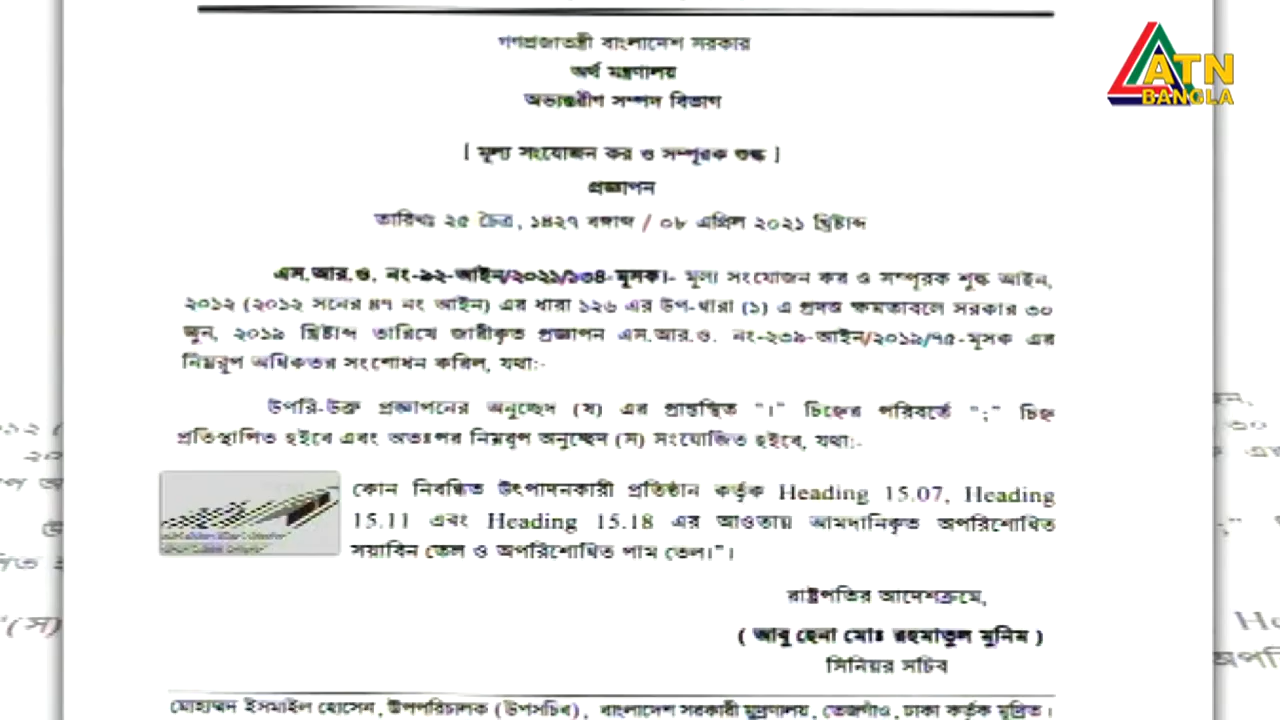 গণপ্রজাতন্ত্রী বাংলাদেশ সরকার
অর্থ মন্ত্রণালয়
অভ্যন্তরীণ সম্পদ বিভাগ
[ মূল্য সংযোজন কর ও সম্পূরক শুল্ক ]
প্রজ্ঞাপন
তারিখঃ ২৫ চৈত্র, ১৪২৭ বঙ্গাব্দ / ০৮ এপ্রিল ২০২১ খ্রিষ্টাব্দ
এস.আর.ও. নং-৯২-আইন/২০২১/১৩৪-মূসক।- মূল্য সংযোজন কর ও সম্পূরক শুল্ক আইন,
২০১২ (২০১২ সনের ৪৭ নং আইন) এর ধারা ১২৬ এর উপ-ধারা (১) এ প্রদত্ত ক্ষমতাবলে সরকার ৩০
জুন, ২০১৯ খ্রিষ্টাব্দ তারিখে জারীকৃত প্রজ্ঞাপন এস.আর.ও. নং-২৩৯-আইন/২০১৯/৭৫-মূসক এর
নিম্নরূপ অধিকতর সংশোধন করিল, যথা:-
উপরি-উক্ত প্রজ্ঞাপনের অনুচ্ছেদ (ষ) এর প্রান্তস্থিত "।" চিহ্নের পরিবর্তে ";" চিহ্ন
প্রতিস্থাপিত হইবে এবং অতঃপর নিম্নরূপ অনুচ্ছেদ (স) সংযোজিত হইবে, যথা:-
কোন নিবন্ধিত উৎপাদনকারী প্রতিষ্ঠান কর্তৃক Heading 15.07, Heading
15.11 এবং Heading 15.18 এর আওতায় আমদানিকৃত অপরিশোধিত
সয়াবিন তেল ও অপরিশোধিত পাম তেল।"।
রাষ্ট্রপতির আদেশক্রমে,
( আবু হেনা মোঃ রহমাতুল মুনিম )
সিনিয়র সচিব
মোহাম্মদ ইসমাইল হোসেন, উপপরিচালক (উপসচিব), বাংলাদেশ সরকারী মুদ্রণালয়, তেজগাঁও, ঢাকা কর্তৃক মুদ্রিত।
ATN
BANGLA